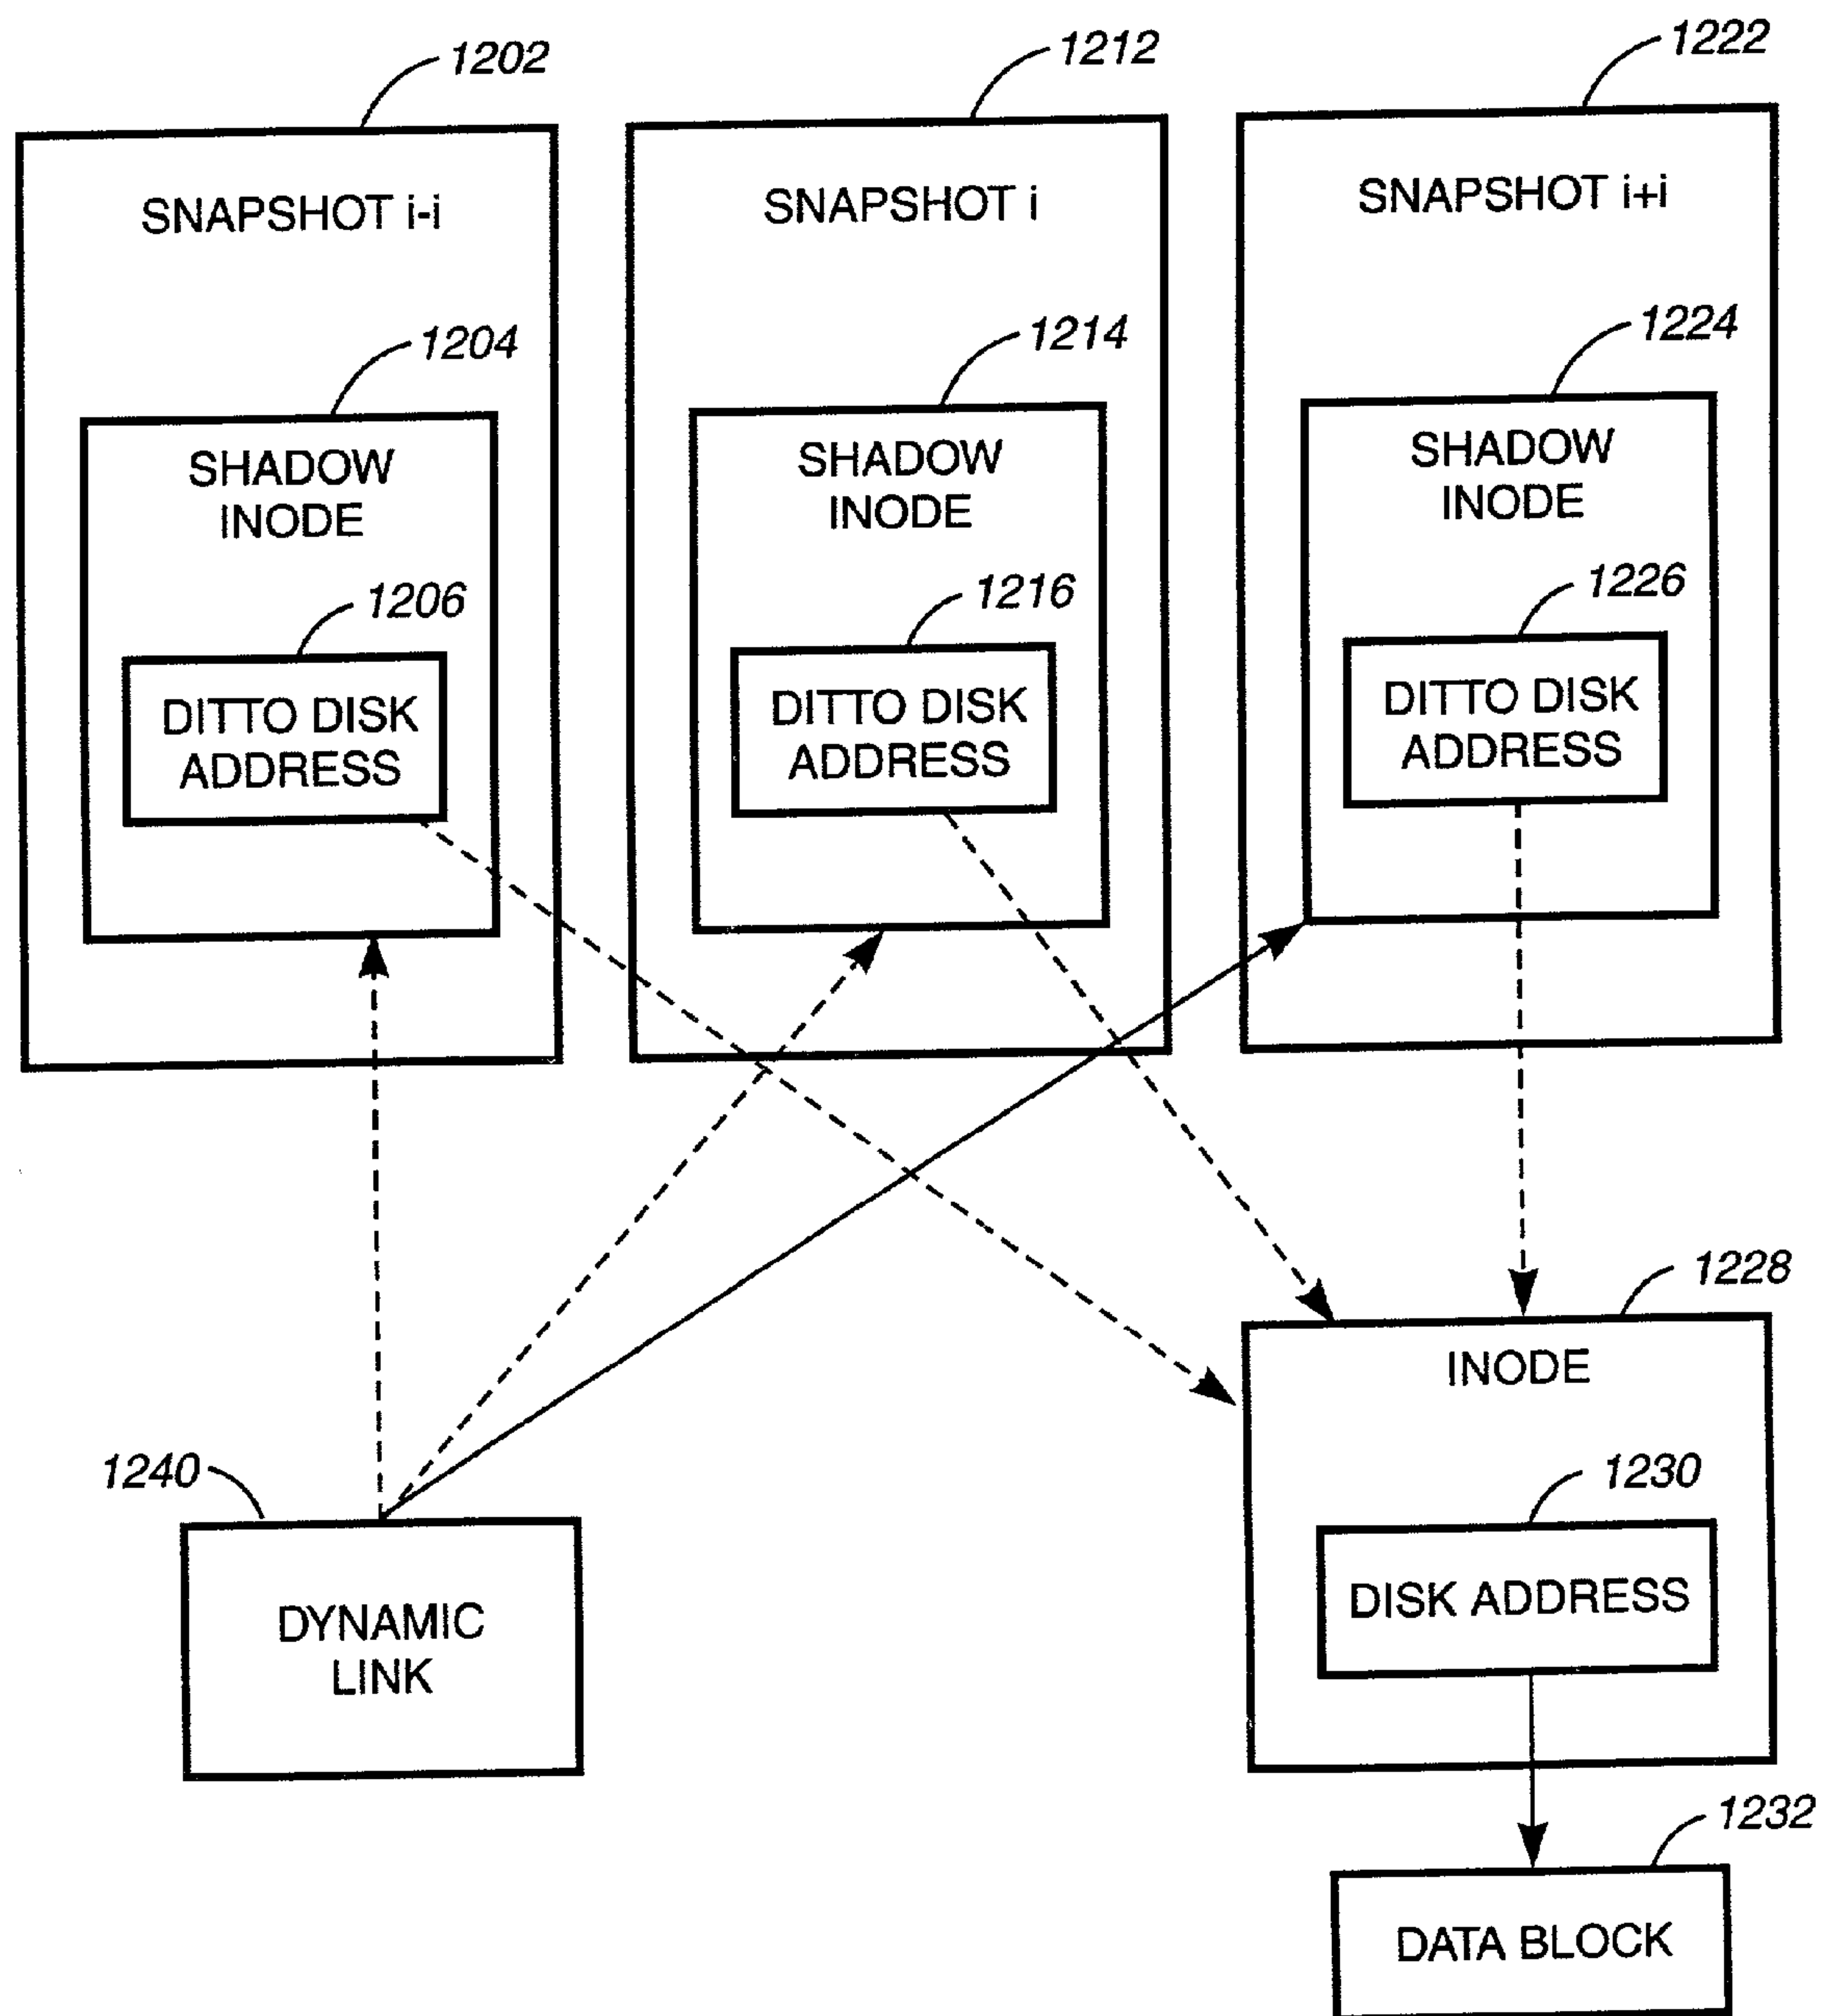 1202
1212
1222
SNAPSHOT i-i
SNAPSHOT i
SNAPSHOT i+i
1204
1214
1224
SHADOW
INODE
SHADOW
INODE
SHADOW
INODE
1206
1216
1226
DITTO DISK
ADDRESS
DITTO DISK
ADDRESS
DITTO DISK
ADDRESS
1228
INODE
1240
1230
DYNAMIC
LINK
DISK ADDRESS
1232
DATA BLOCK